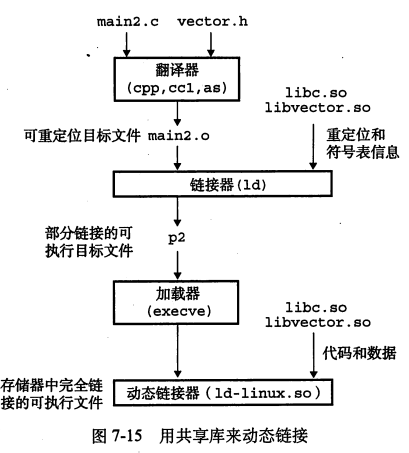 main2.c vector.h
翻译器
(cpp,cc1,as)
libc.so
libvector.so
可重定位目标文件 main2.o
重定位和
符号表信息
链接器(ld)
部分链接的可
执行目标文件
p2
加载器
(execve)
libc.so
libvector.so
代码和数据
存储器中完全链
接的可执行文件
动态链接器(ld-linux.so)
图 7-15 用共享库来动态链接